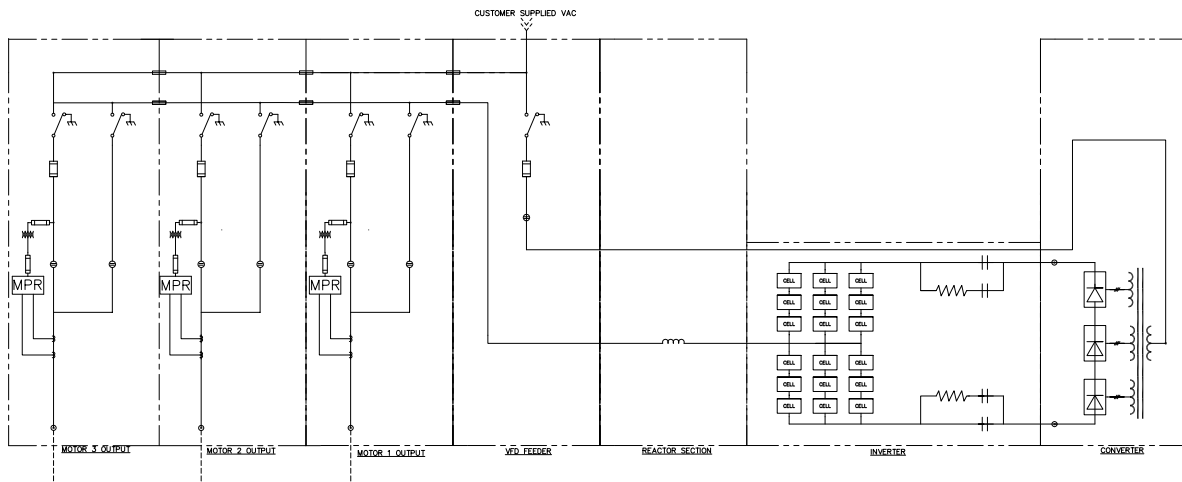 CUSTOMER SUPPLIED VAC
MPR
MPR
MPR
CELL CELL CELL
CELL CELL CELL
CELL CELL CELL
CELL CELL CELL
CELL CELL CELL
CELL CELL CELL
MOTOR 3 OUTPUT
MOTOR 2 OUTPUT
MOTOR 1 OUTPUT
VFD FEEDER
REACTOR SECTION
INVERTER
CONVERTER